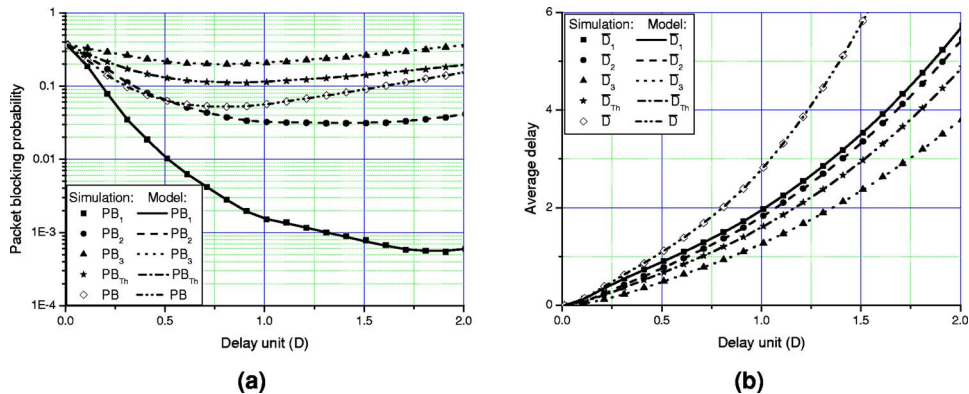 Packet blocking probability
1
0.1
0.01
1E-3
1E-4
Simulation: Model:
PB1 PB1
PB2 PB2
PB3 PB3
PBTh PBTh
PB PB
0.0 0.5 1.0 1.5 2.0
Delay unit (D)
(a)
Average delay
6
4
2
0
Simulation: Model:
D̅1 D̅1
D̅2 D̅2
D̅3 D̅3
D̅Th D̅Th
D̅ D̅
0.0 0.5 1.0 1.5 2.0
Delay unit (D)
(b)